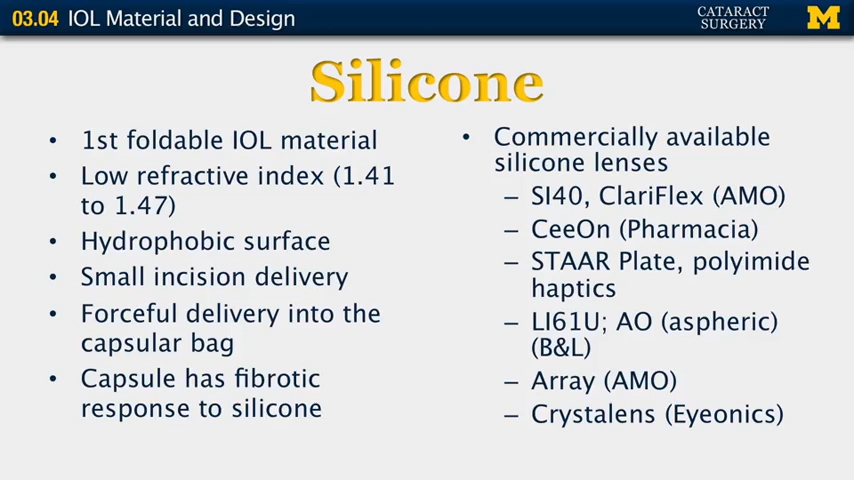 03.04 IOL Material and Design
CATARACT
SURGERY
M
Silicone
• 1st foldable IOL material
• Low refractive index (1.41
to 1.47)
• Hydrophobic surface
• Small incision delivery
• Forceful delivery into the
capsular bag
• Capsule has fibrotic
response to silicone
• Commercially available
silicone lenses
– SI40, ClariFlex (AMO)
– CeeOn (Pharmacia)
– STAAR Plate, polyimide
haptics
– LI61U; AO (aspheric)
(B&L)
– Array (AMO)
– Crystalens (Eyeonics)